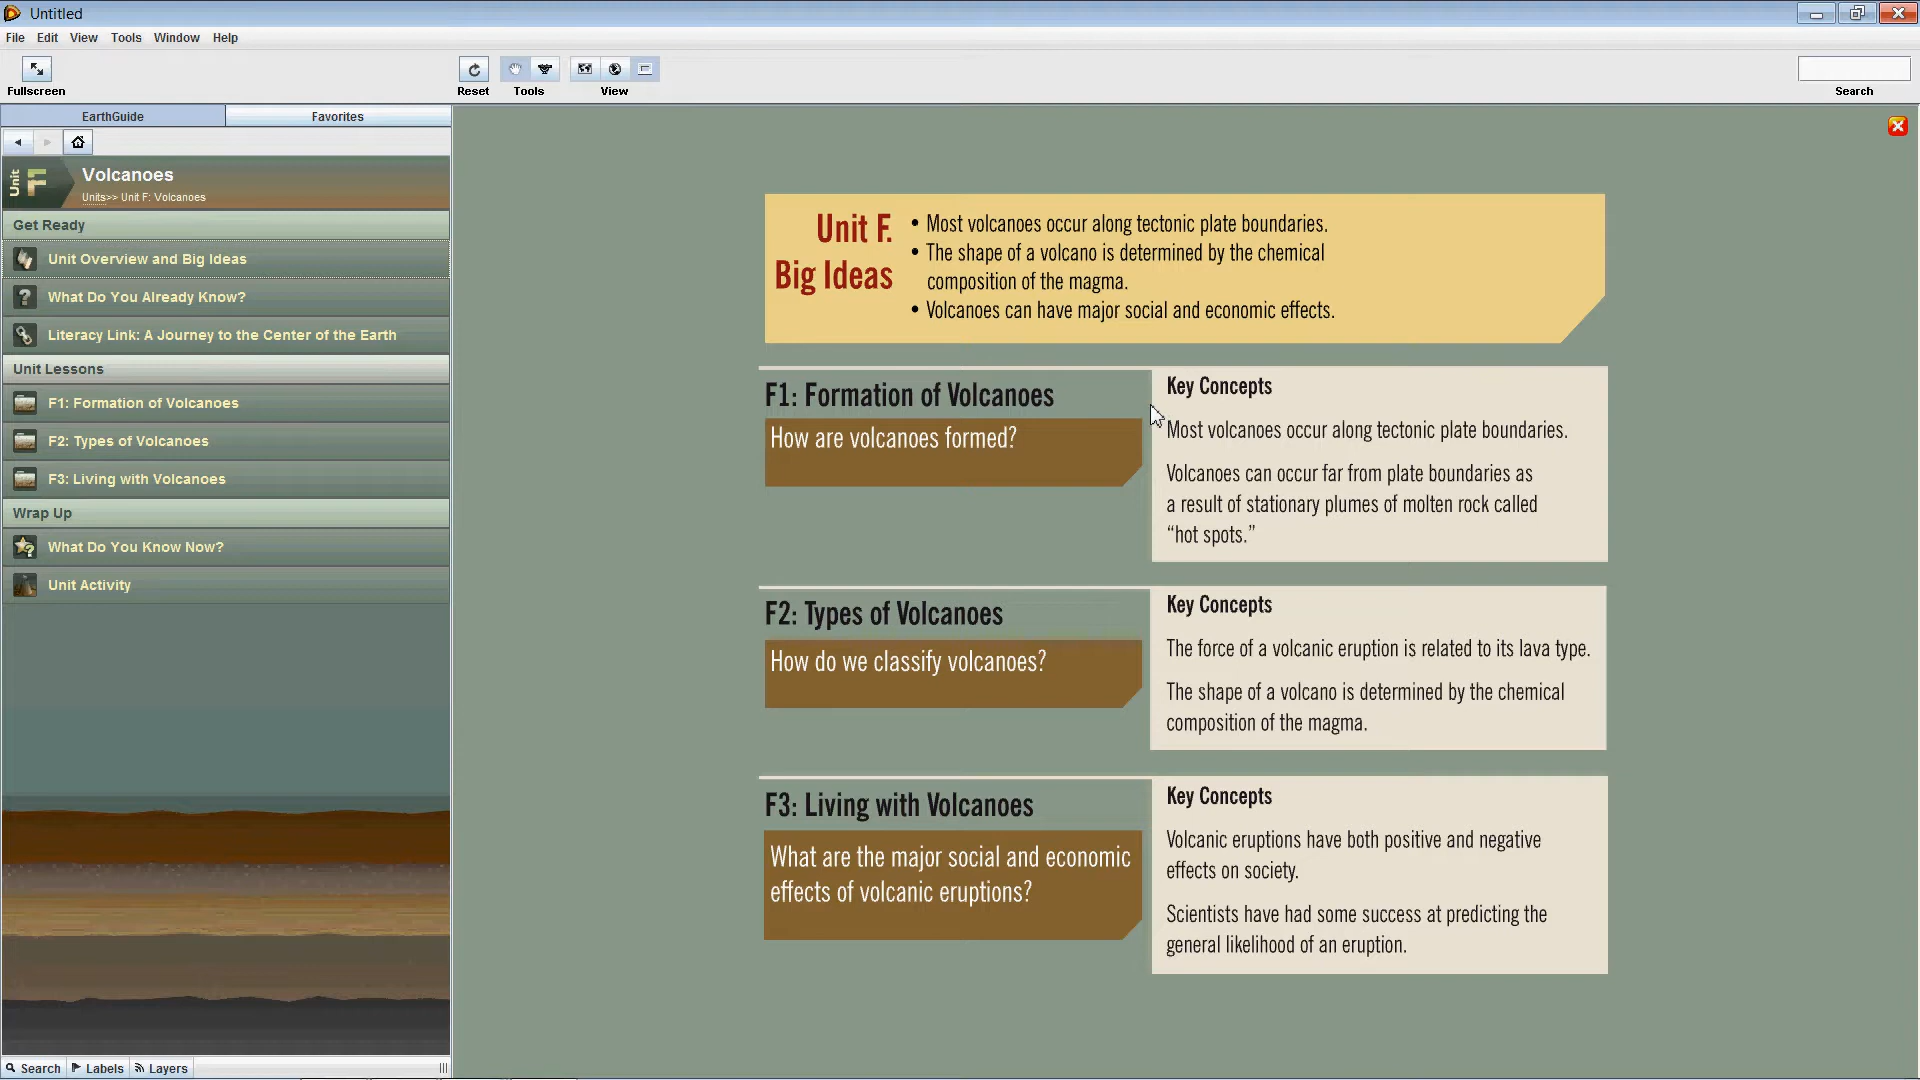 Untitled
File Edit View Tools Window Help
Fullscreen
Reset
Tools
View
Search
EarthGuide
Favorites
Unit F
Volcanoes
Units>> Unit F: Volcanoes
Get Ready
Unit Overview and Big Ideas
What Do You Already Know?
Literacy Link: A Journey to the Center of the Earth
Unit Lessons
F1: Formation of Volcanoes
F2: Types of Volcanoes
F3: Living with Volcanoes
Wrap Up
What Do You Know Now?
Unit Activity
Search Labels Layers
Unit F.
Big Ideas
• Most volcanoes occur along tectonic plate boundaries.
• The shape of a volcano is determined by the chemical
composition of the magma.
• Volcanoes can have major social and economic effects.
F1: Formation of Volcanoes
How are volcanoes formed?
Key Concepts
Most volcanoes occur along tectonic plate boundaries.
Volcanoes can occur far from plate boundaries as
a result of stationary plumes of molten rock called
“hot spots.”
F2: Types of Volcanoes
How do we classify volcanoes?
Key Concepts
The force of a volcanic eruption is related to its lava type.
The shape of a volcano is determined by the chemical
composition of the magma.
F3: Living with Volcanoes
What are the major social and economic
effects of volcanic eruptions?
Key Concepts
Volcanic eruptions have both positive and negative
effects on society.
Scientists have had some success at predicting the
general likelihood of an eruption.